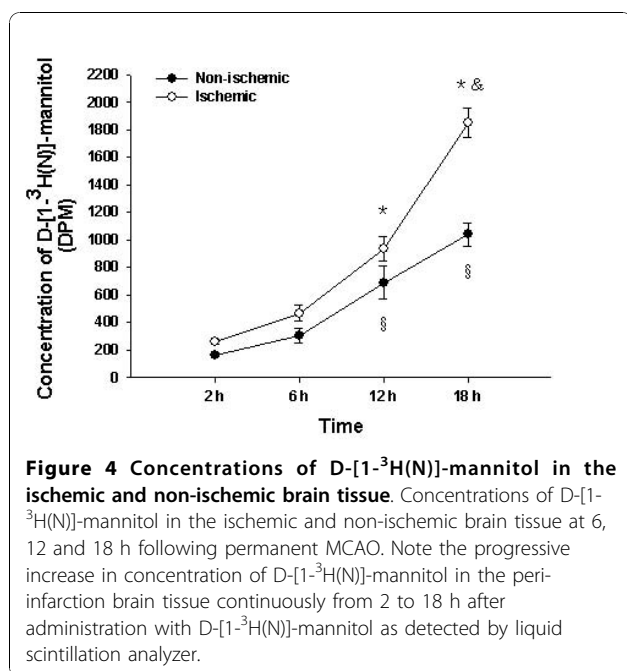 2200
2000
1800
1600
1400
1200
1000
800
600
400
200
0
Concentration of D-[1-³H(N)]-mannitol
(DPM)
Non-ischemic
Ischemic
* &
*
§
§
2 h 6 h 12 h 18 h
Time
Figure 4 Concentrations of D-[1-³H(N)]-mannitol in the
ischemic and non-ischemic brain tissue. Concentrations of D-[1-
³H(N)]-mannitol in the ischemic and non-ischemic brain tissue at 6,
12 and 18 h following permanent MCAO. Note the progressive
increase in concentration of D-[1-³H(N)]-mannitol in the peri-
infarction brain tissue continuously from 2 to 18 h after
administration with D-[1-³H(N)]-mannitol as detected by liquid
scintillation analyzer.